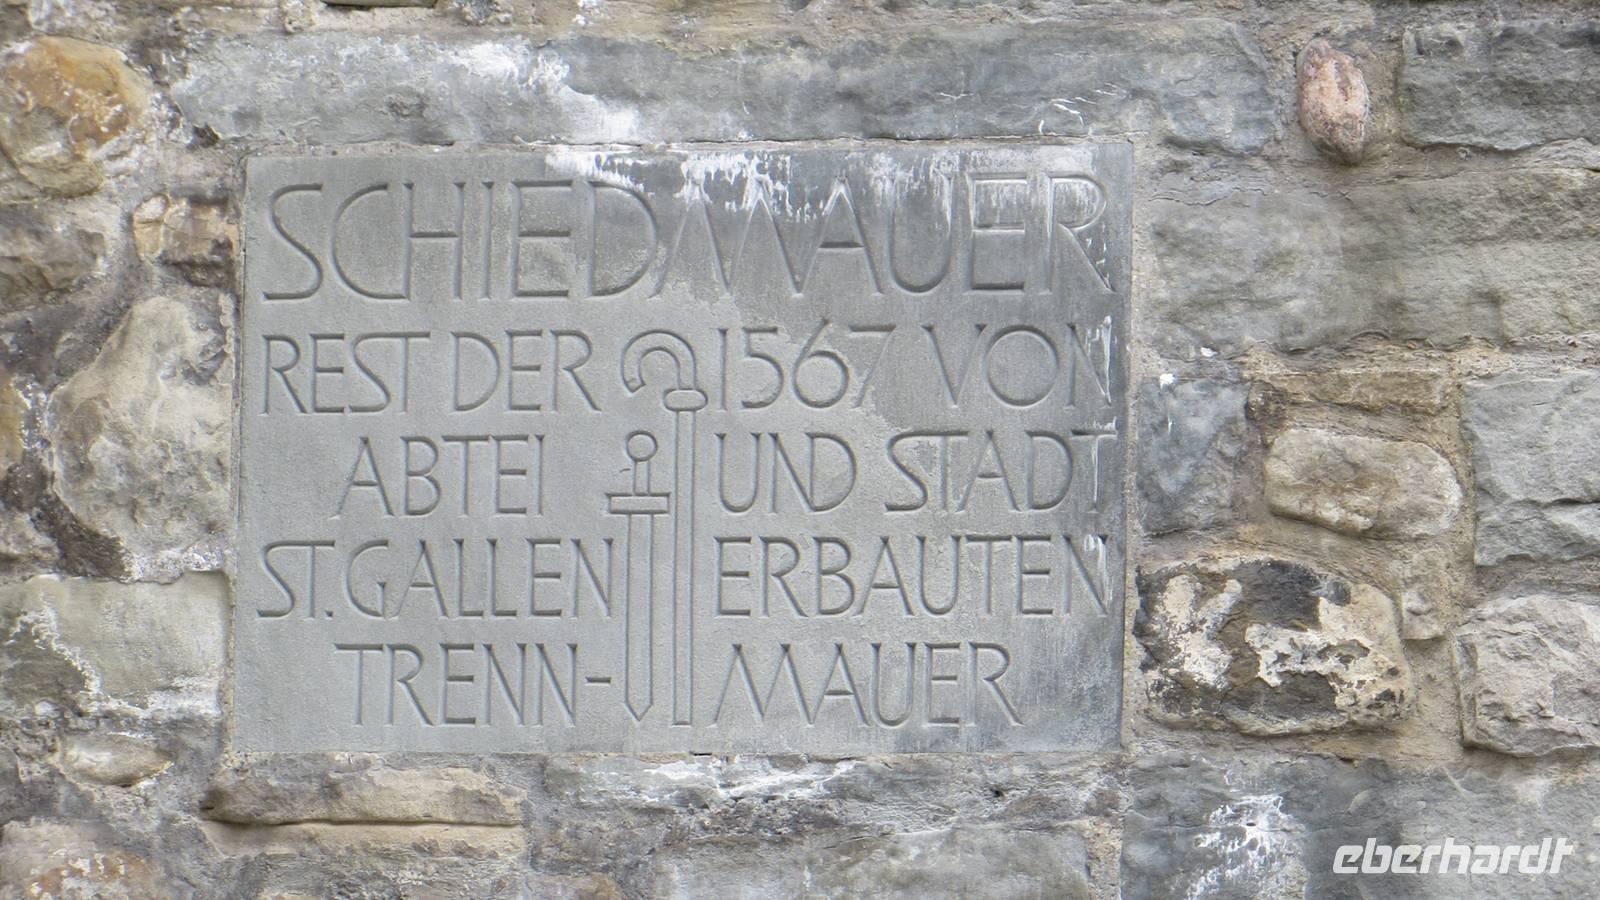 SCHIEDMAUER
REST DER 1567 VON
ABTEI UND STADT
ST. GALLEN ERBAUTEN
TRENN- MAUER
eberhardt